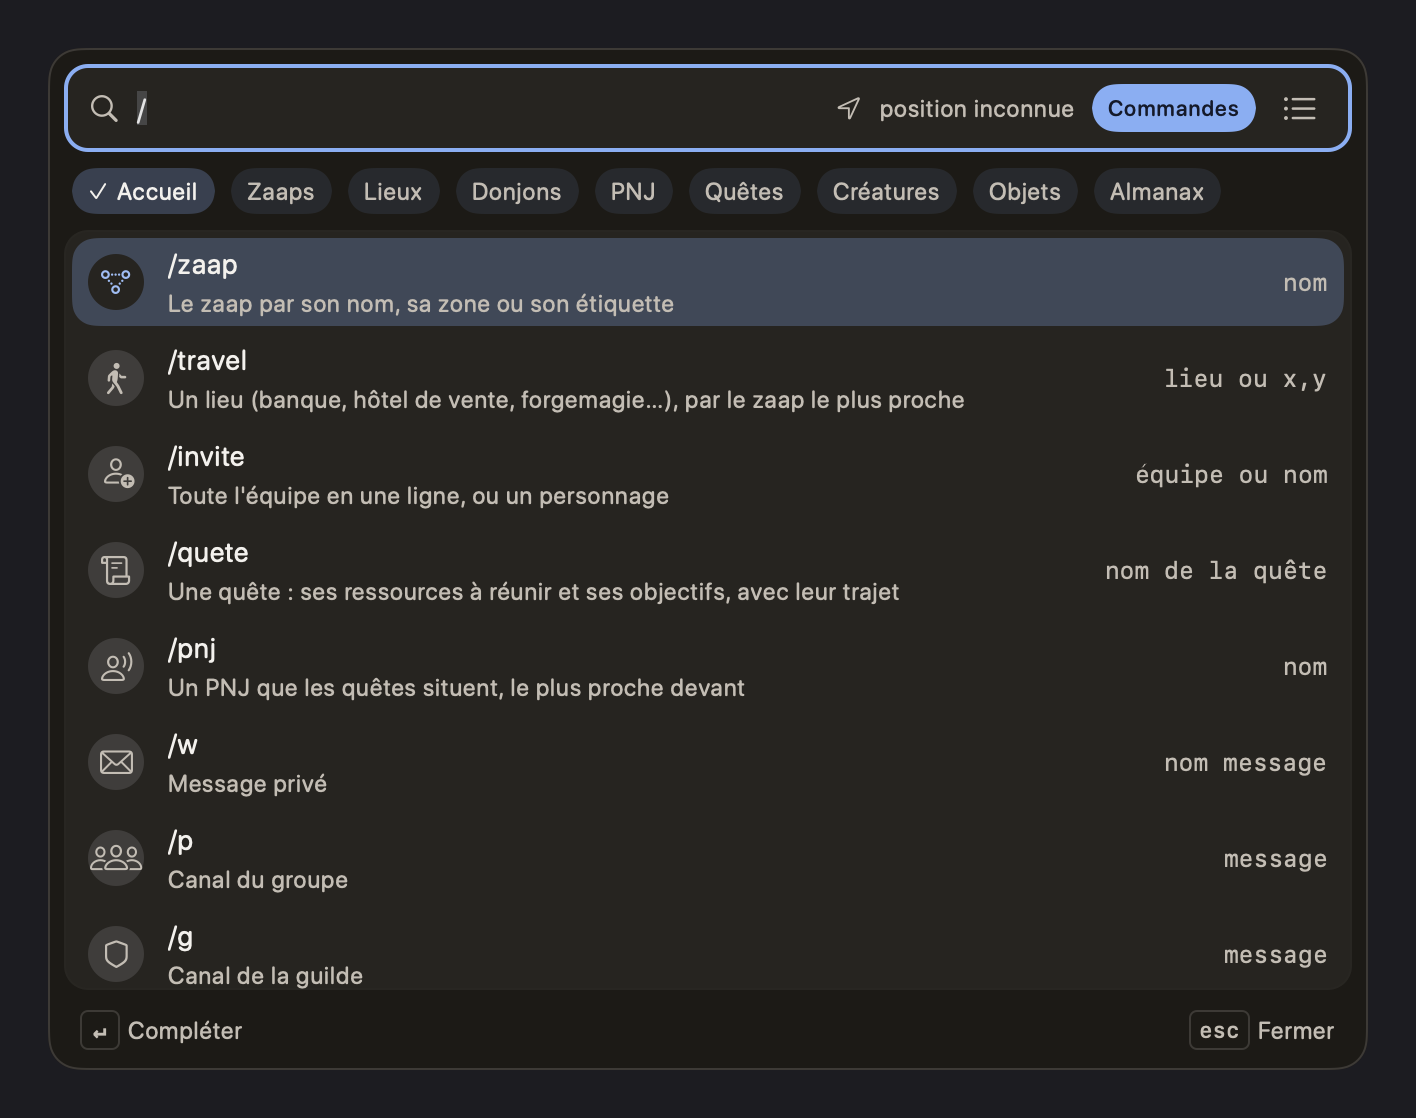 /
position inconnue
Commandes
Accueil
Zaaps
Lieux
Donjons
PNJ
Quêtes
Créatures
Objets
Almanax
/zaap
Le zaap par son nom, sa zone ou son étiquette
nom
/travel
Un lieu (banque, hôtel de vente, forgemagie...), par le zaap le plus proche
lieu ou x,y
/invite
Toute l'équipe en une ligne, ou un personnage
équipe ou nom
/quete
Une quête : ses ressources à réunir et ses objectifs, avec leur trajet
nom de la quête
/pnj
Un PNJ que les quêtes situent, le plus proche devant
nom
/w
Message privé
nom message
/p
Canal du groupe
message
/g
Canal de la guilde
message
Compléter
esc Fermer